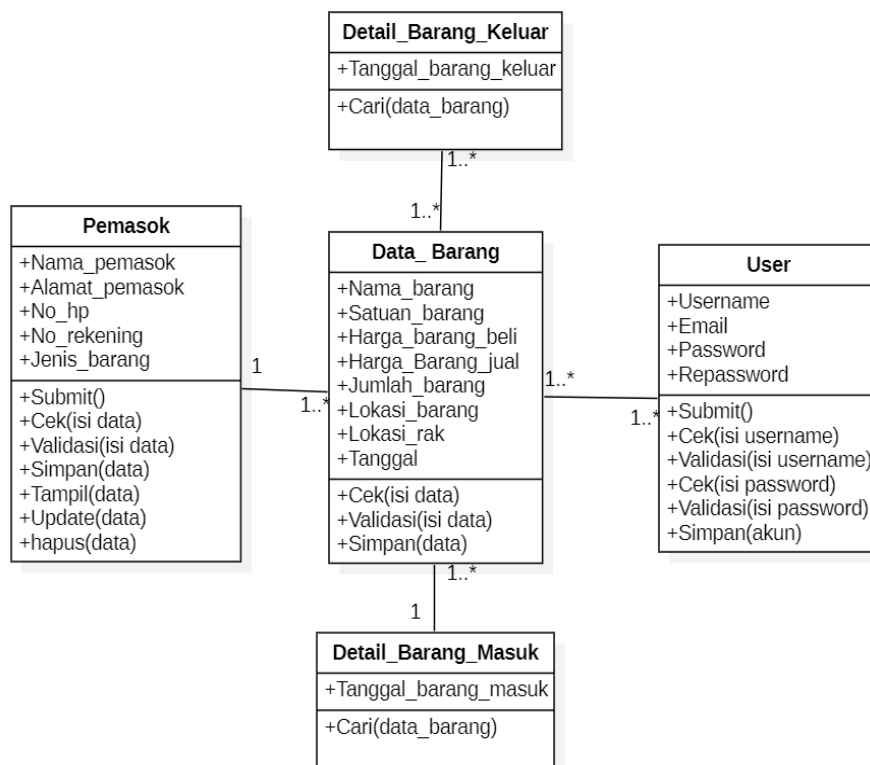 Detail_Barang_Keluar
+Tanggal_barang_keluar
+Cari(data_barang)
1..*
1..*
Pemasok
+Nama_pemasok
+Alamat_pemasok
+No_hp
+No_rekening
+Jenis_barang
+Submit()
+Cek(isi data)
+Validasi(isi data)
+Simpan(data)
+Tampil(data)
+Update(data)
+hapus(data)
1
1..*
Data_ Barang
+Nama_barang
+Satuan_barang
+Harga_barang_beli
+Harga_Barang_jual
+Jumlah_barang
+Lokasi_barang
+Lokasi_rak
+Tanggal
+Cek(isi data)
+Validasi(isi data)
+Simpan(data)
1..*
1..*
User
+Username
+Email
+Password
+Repassword
+Submit()
+Cek(isi username)
+Validasi(isi username)
+Cek(isi password)
+Validasi(isi password)
+Simpan(akun)
1..*
1
Detail_Barang_Masuk
+Tanggal_barang_masuk
+Cari(data_barang)